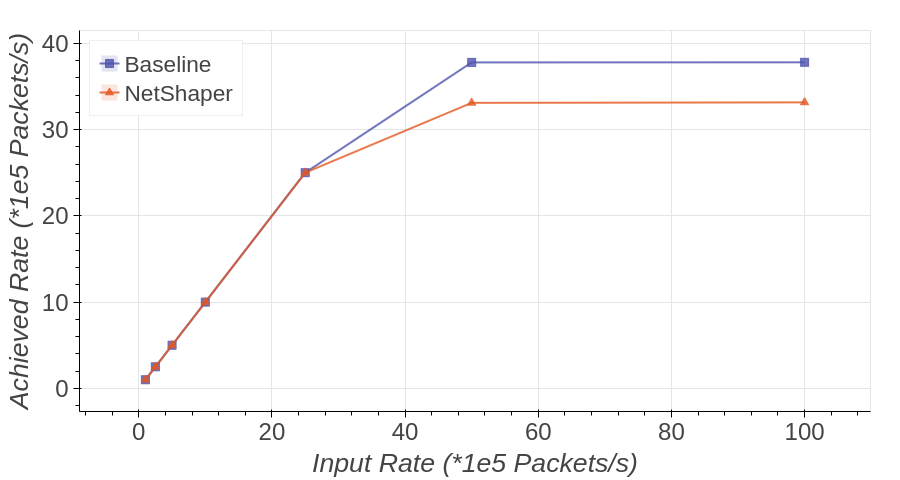 Achieved Rate (*1e5 Packets/s)
40
30
20
10
0
Baseline
NetShaper
0 20 40 60 80 100
Input Rate (*1e5 Packets/s)